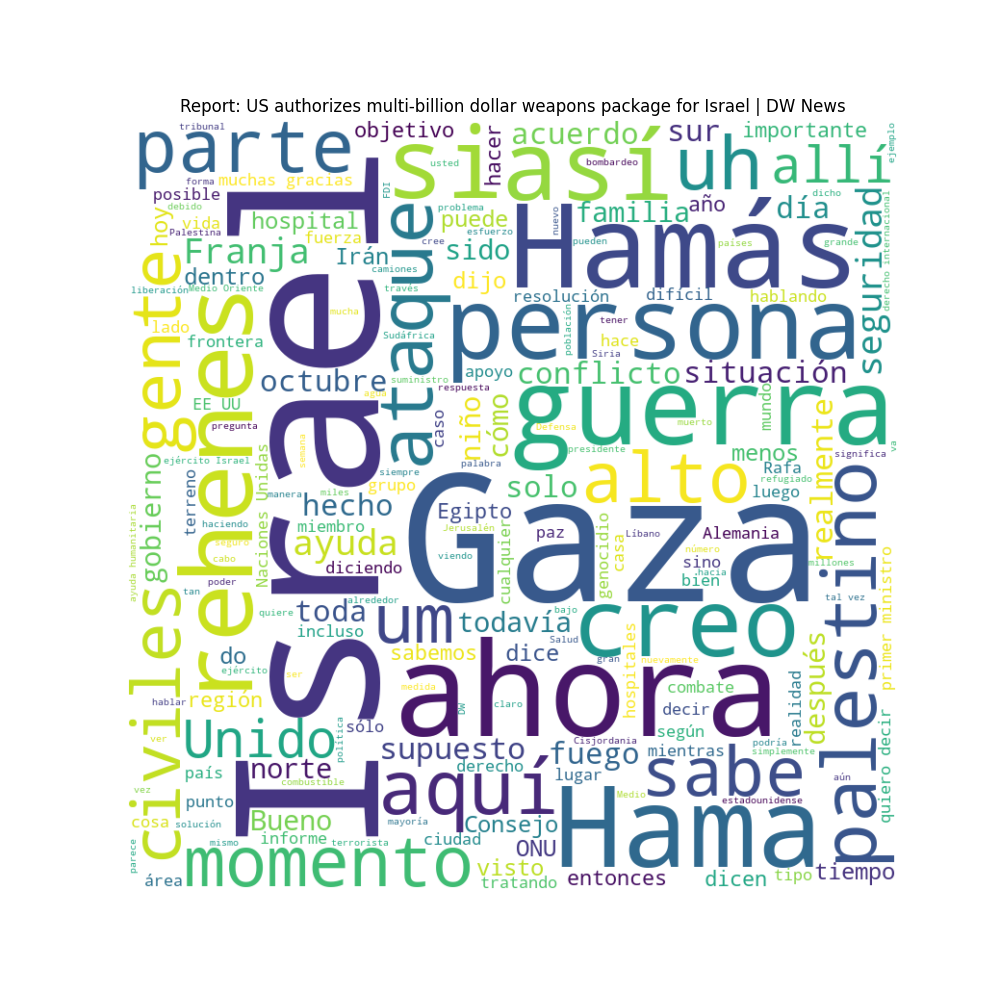 Report: US authorizes multi-billion dollar weapons package for Israel | DW News
tribunal
parte
objetivo
hacer
si
así
acuerdo
sur
uh
importante
allí
ejemplo
usted
bombardeo
FDI
forma
muchas gracias
posible
debido
vida
Palestina
hoy
hospital
fuerza
Franja
Irán
dentro
camiones
liberación
Medio Oriente
través
mucha
lado
frontera
Sudáfrica
problema
puede
esfuerzo
cree
sido
dijo
nuevo
Hamás
familia
pueden
año
países
día
dicho
grande
seguridad
derecho internacional
resolución
difícil
hablando
gente
rehenes
Israel
ataque
persona
población
tener
hace
Siria
apoyo
conflicto
situación
octubre
suministro
respuesta
EE UU
agua
pregunta
niño
cómo
guerra
mundo
muerto
Defensa
presidente
menos
realmente
significa
va
caso
semana
ejército Israel
gobierno
terreno
Naciones Unidas
manera
siempre
palabra
miles
grupo
solo
alto
Rafa
refugiado
luego
hecho
Gaza
Egipto
Jerusalén
paz
Líbano
Alemania
número
millones
haciendo
miembro
seguro
ayuda
viendo
cualquier
genocidio
casa
sino
hacia
bien
palestino
ayuda humanitaria
cabo
diciendo
tan
poder
alrededor
quiere
toda
um
todavía
bajo
creo
tal vez
primer ministro
incluso
Salud
sabemos
dice
gran
nuevamente
hospitales
do
ejército
ser
medida
ahora
combate
realidad
después
civiles
hablar
región
DW
claro
decir
ver
Unido
sólo
política
según
Cisjordania
podría
simplemente
quiero decir
supuesto
fuego
mientras
norte
derecho
lugar
sabe
aún
país
combustible
vez
aquí
Medio
estadounidense
punto
cosa
solución
Bueno
mayoría
Consejo
Hama
informe
terrorista
ciudad
ONU
parece
mismo
momento
visto
área
tratando
entonces
dicen
tipo
tiempo